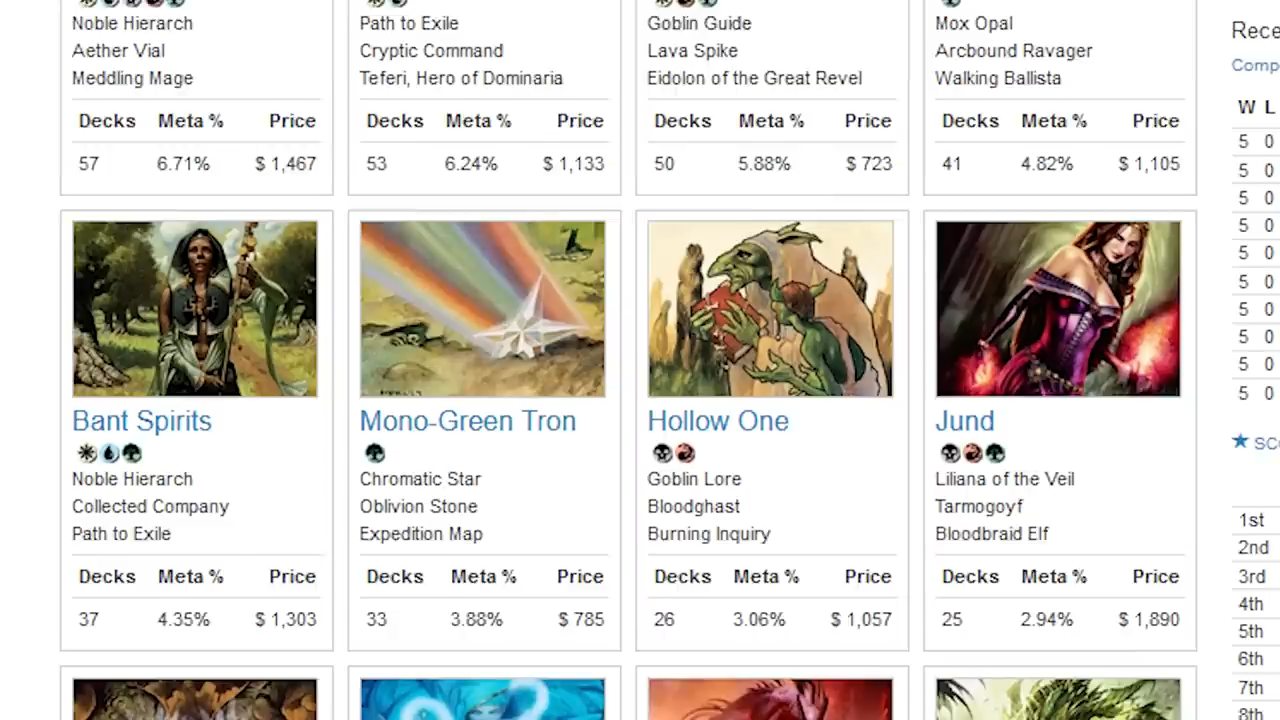 Noble Hierarch
Aether Vial
Meddling Mage
Decks Meta % Price
57 6.71% $ 1,467
Path to Exile
Cryptic Command
Teferi, Hero of Dominaria
Decks Meta % Price
53 6.24% $ 1,133
Goblin Guide
Lava Spike
Eidolon of the Great Revel
Decks Meta % Price
50 5.88% $ 723
Mox Opal
Arcbound Ravager
Walking Ballista
Decks Meta % Price
41 4.82% $ 1,105
Bant Spirits
Noble Hierarch
Collected Company
Path to Exile
Decks Meta % Price
37 4.35% $ 1,303
Mono-Green Tron
Chromatic Star
Oblivion Stone
Expedition Map
Decks Meta % Price
33 3.88% $ 785
Hollow One
Goblin Lore
Bloodghast
Burning Inquiry
Decks Meta % Price
26 3.06% $ 1,057
Jund
Liliana of the Veil
Tarmogoyf
Bloodbraid Elf
Decks Meta % Price
25 2.94% $ 1,890
Rece
Comp
W L
5 0
5 0
5 0
5 0
5 0
5 0
5 0
5 0
5 0
5 0
SC
1st
2nd
3rd
4th
5th
6th
7th
8th